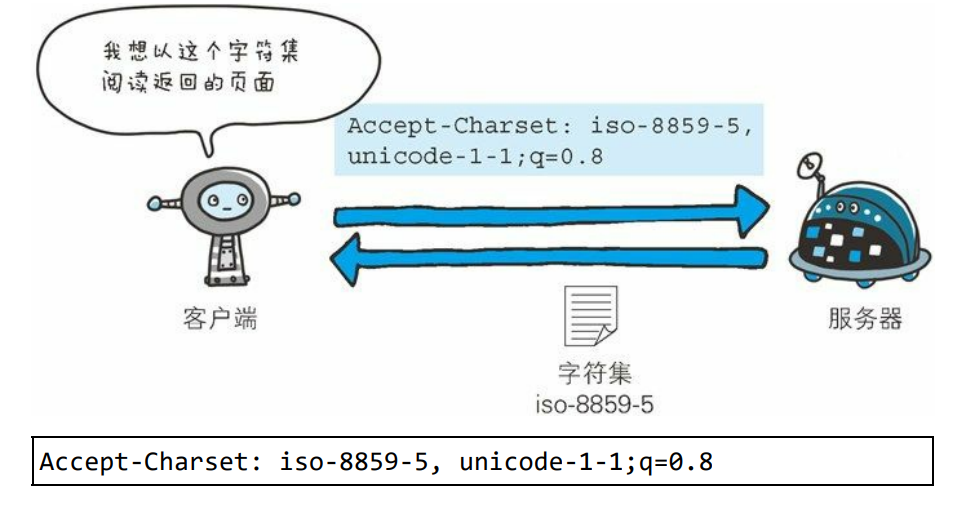 我想以这个字符集
阅读返回的页面
Accept-Charset: iso-8859-5,
unicode-1-1;q=0.8
客户端
服务器
字符集
iso-8859-5
Accept-Charset: iso-8859-5, unicode-1-1;q=0.8